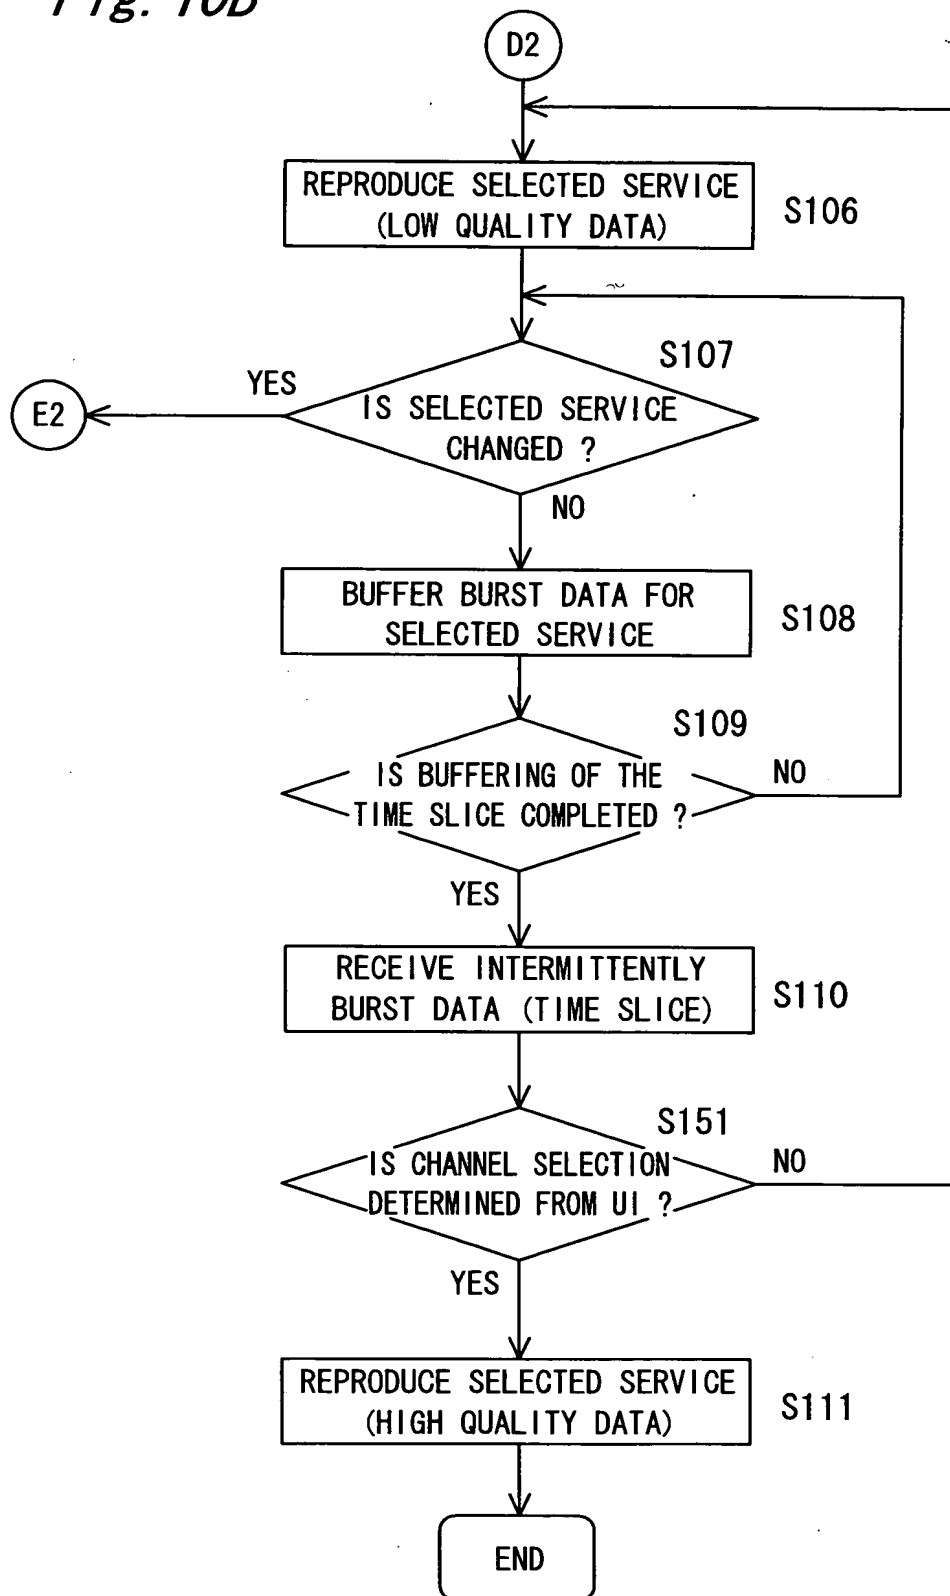 Fig. 10B
D2
REPRODUCE SELECTED SERVICE
(LOW QUALITY DATA)
S106
S107
YES
IS SELECTED SERVICE
CHANGED ?
E2
NO
BUFFER BURST DATA FOR
SELECTED SERVICE
S108
S109
IS BUFFERING OF THE
TIME SLICE COMPLETED ?
NO
YES
RECEIVE INTERMITTENTLY
BURST DATA (TIME SLICE)
S110
S151
IS CHANNEL SELECTION
DETERMINED FROM UI ?
NO
YES
REPRODUCE SELECTED SERVICE
(HIGH QUALITY DATA)
S111
END